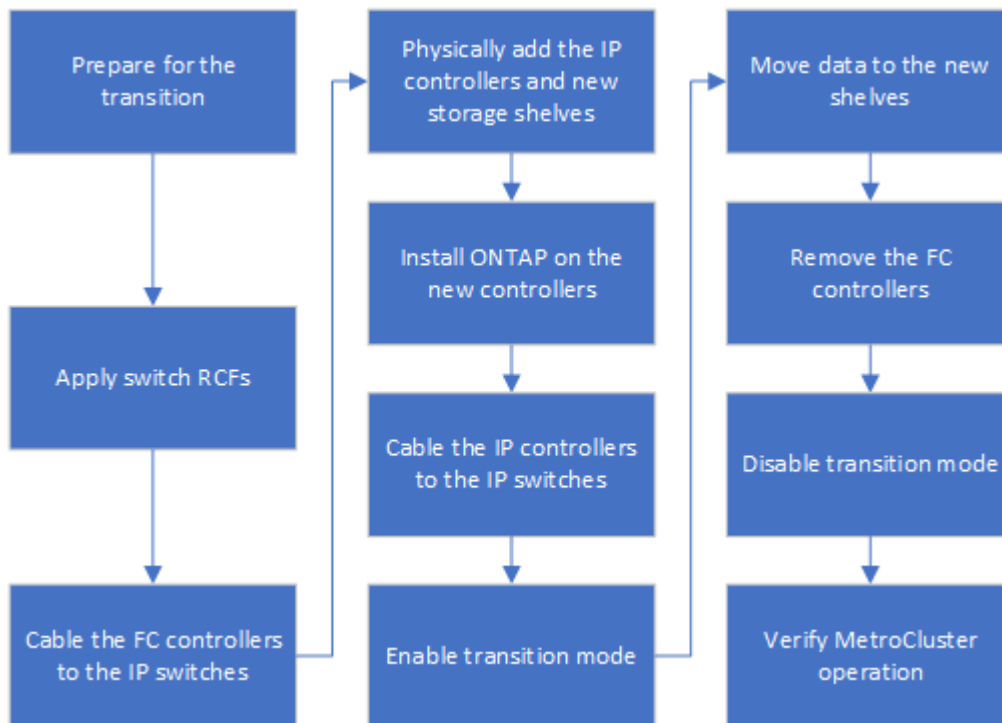 Prepare for the
transition
Apply switch RCFs
Cable the FC controllers
to the IP switches
Physically add the IP
controllers and new
storage shelves
Install ONTAP on the
new controllers
Cable the IP controllers
to the IP switches
Enable transition mode
Move data to the new
shelves
Remove the FC
controllers
Disable transition mode
Verify MetroCluster
operation